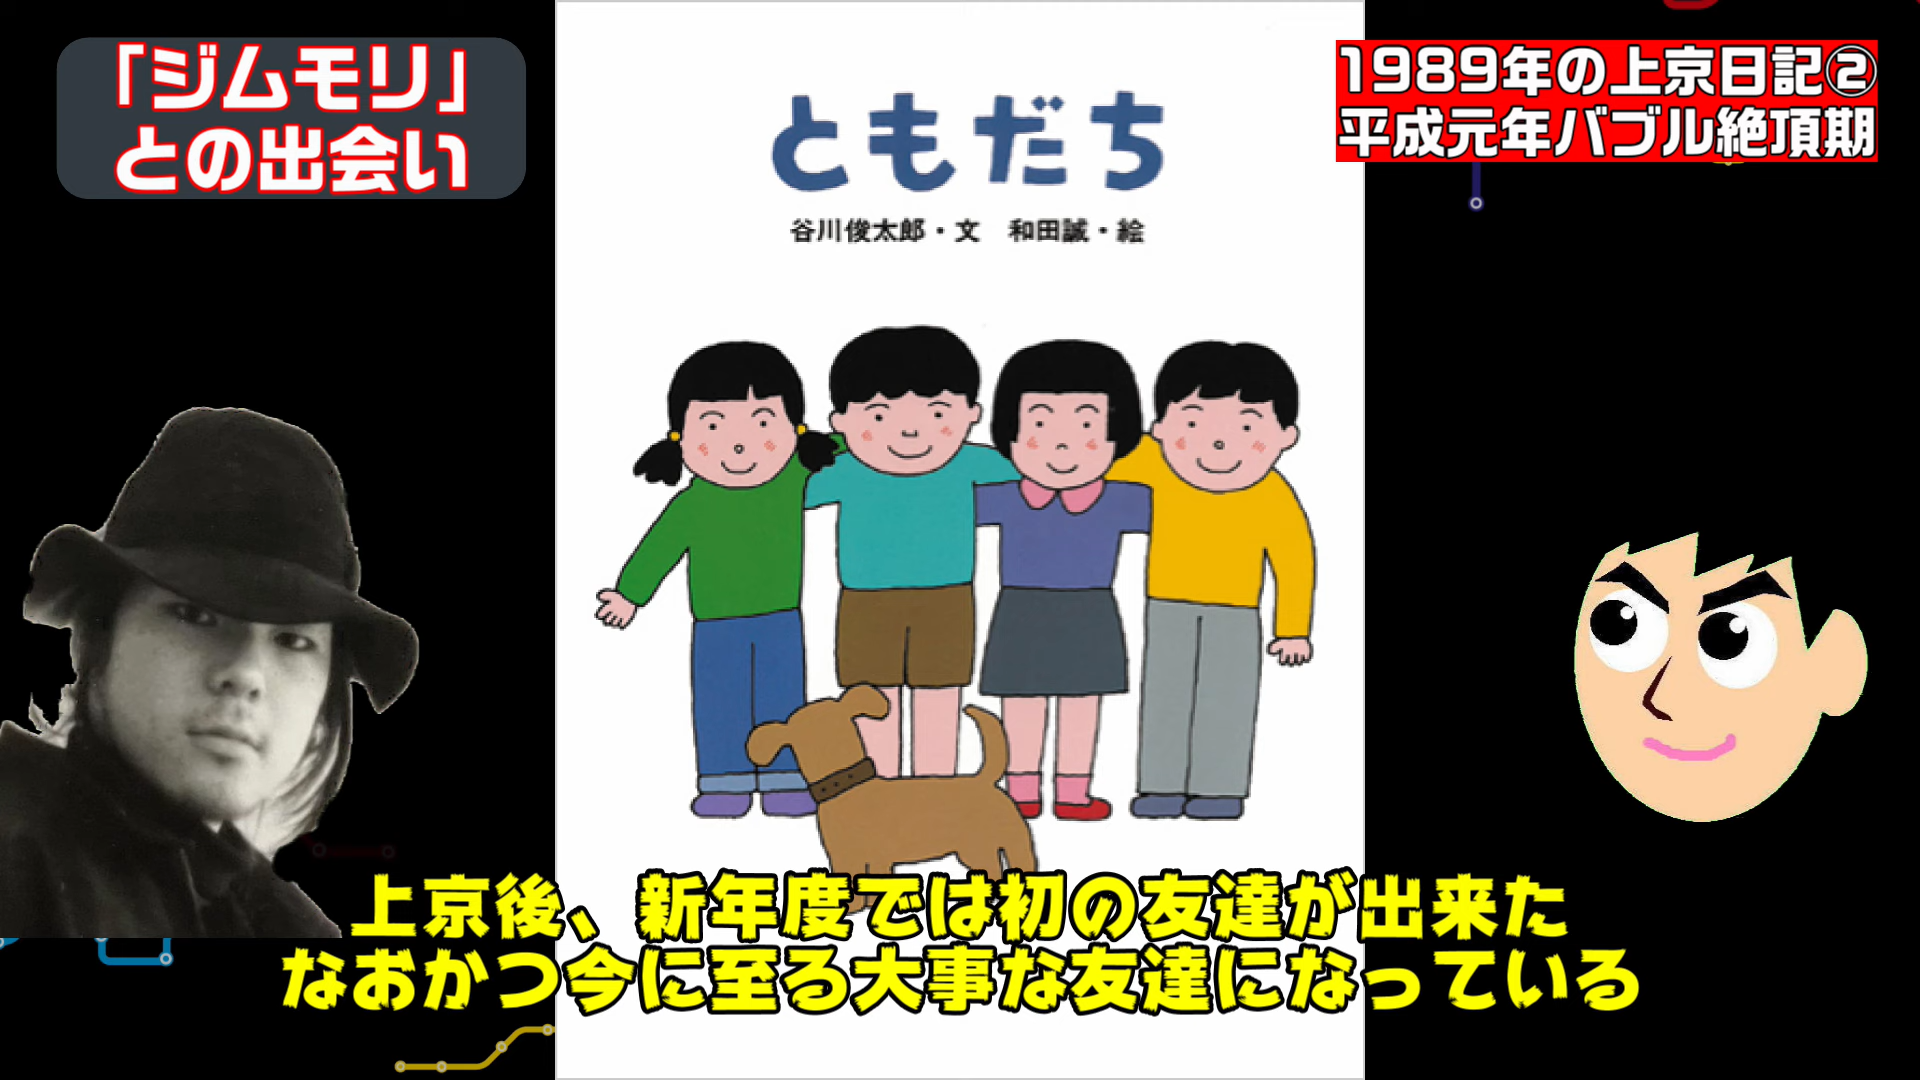 「ジムモリ」
との出会い
1989年の上京日記②
平成元年バブル絶頂期
ともだち
谷川俊太郎・文 和田誠・絵
上京後、新年度では初の友達が出来た
なおかつ今に至る大事な友達になっている